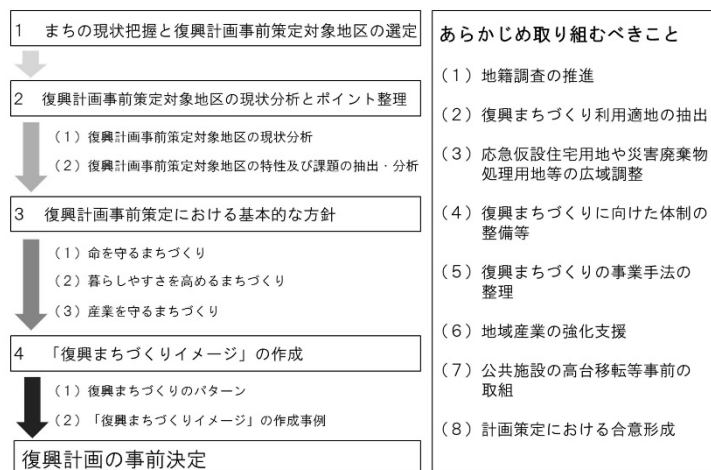 1 まちの現状把握と復興計画事前策定対象地区の選定
2 復興計画事前策定対象地区の現状分析とポイント整理
(1)復興計画事前策定対象地区の現状分析
(2)復興計画事前策定対象地区の特性及び課題の抽出・分析
3 復興計画事前策定における基本的な方針
(1)命を守るまちづくり
(2)暮らしやすさを高めるまちづくり
(3)産業を守るまちづくり
4 「復興まちづくりイメージ」の作成
(1)復興まちづくりのパターン
(2)「復興まちづくりイメージ」の作成事例
復興計画の事前決定
あらかじめ取り組むべきこと
(1)地籍調査の推進
(2)復興まちづくり利用適地の抽出
(3)応急仮設住宅用地や災害廃棄物
処理用地等の広域調整
(4)復興まちづくりに向けた体制の
整備等
(5)復興まちづくりの事業手法の
整理
(6)地域産業の強化支援
(7)公共施設の高台移転等事前の
取組
(8)計画策定における合意形成